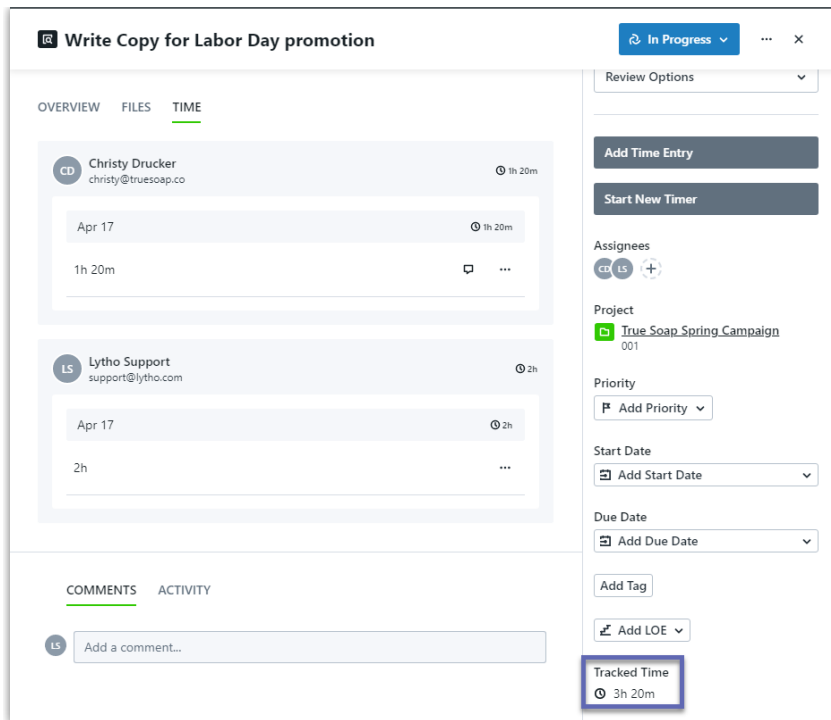 Write Copy for Labor Day promotion
In Progress
OVERVIEW FILES TIME
CD
Christy Drucker
christy@truesoap.co
1h 20m
Apr 17
1h 20m
1h 20m
LS
Lytho Support
support@lytho.com
2h
Apr 17
2h
2h
COMMENTS ACTIVITY
LS
Add a comment...
Review Options
Add Time Entry
Start New Timer
Assignees
CD LS
Project
True Soap Spring Campaign
001
Priority
Add Priority
Start Date
Add Start Date
Due Date
Add Due Date
Add Tag
Add LOE
Tracked Time
3h 20m